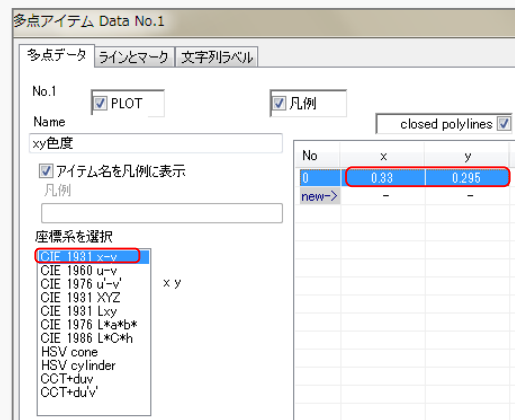 多点アイテム Data No.1
多点データ ラインとマーク 文字列ラベル
No.1
PLOT
凡例
Name
closed polylines
xy色度
アイテム名を凡例に表示
凡例
座標系を選択
CIE 1931 x-y
CIE 1960 u-v
CIE 1976 u'-v'
CIE 1931 XYZ
CIE 1931 Lxy
CIE 1976 L*a*b*
CIE 1986 L*C*h
HSV cone
HSV cylinder
CCT+duv
CCT+du'v'
x y
No x y
0 0.33 0.295
new-> - -